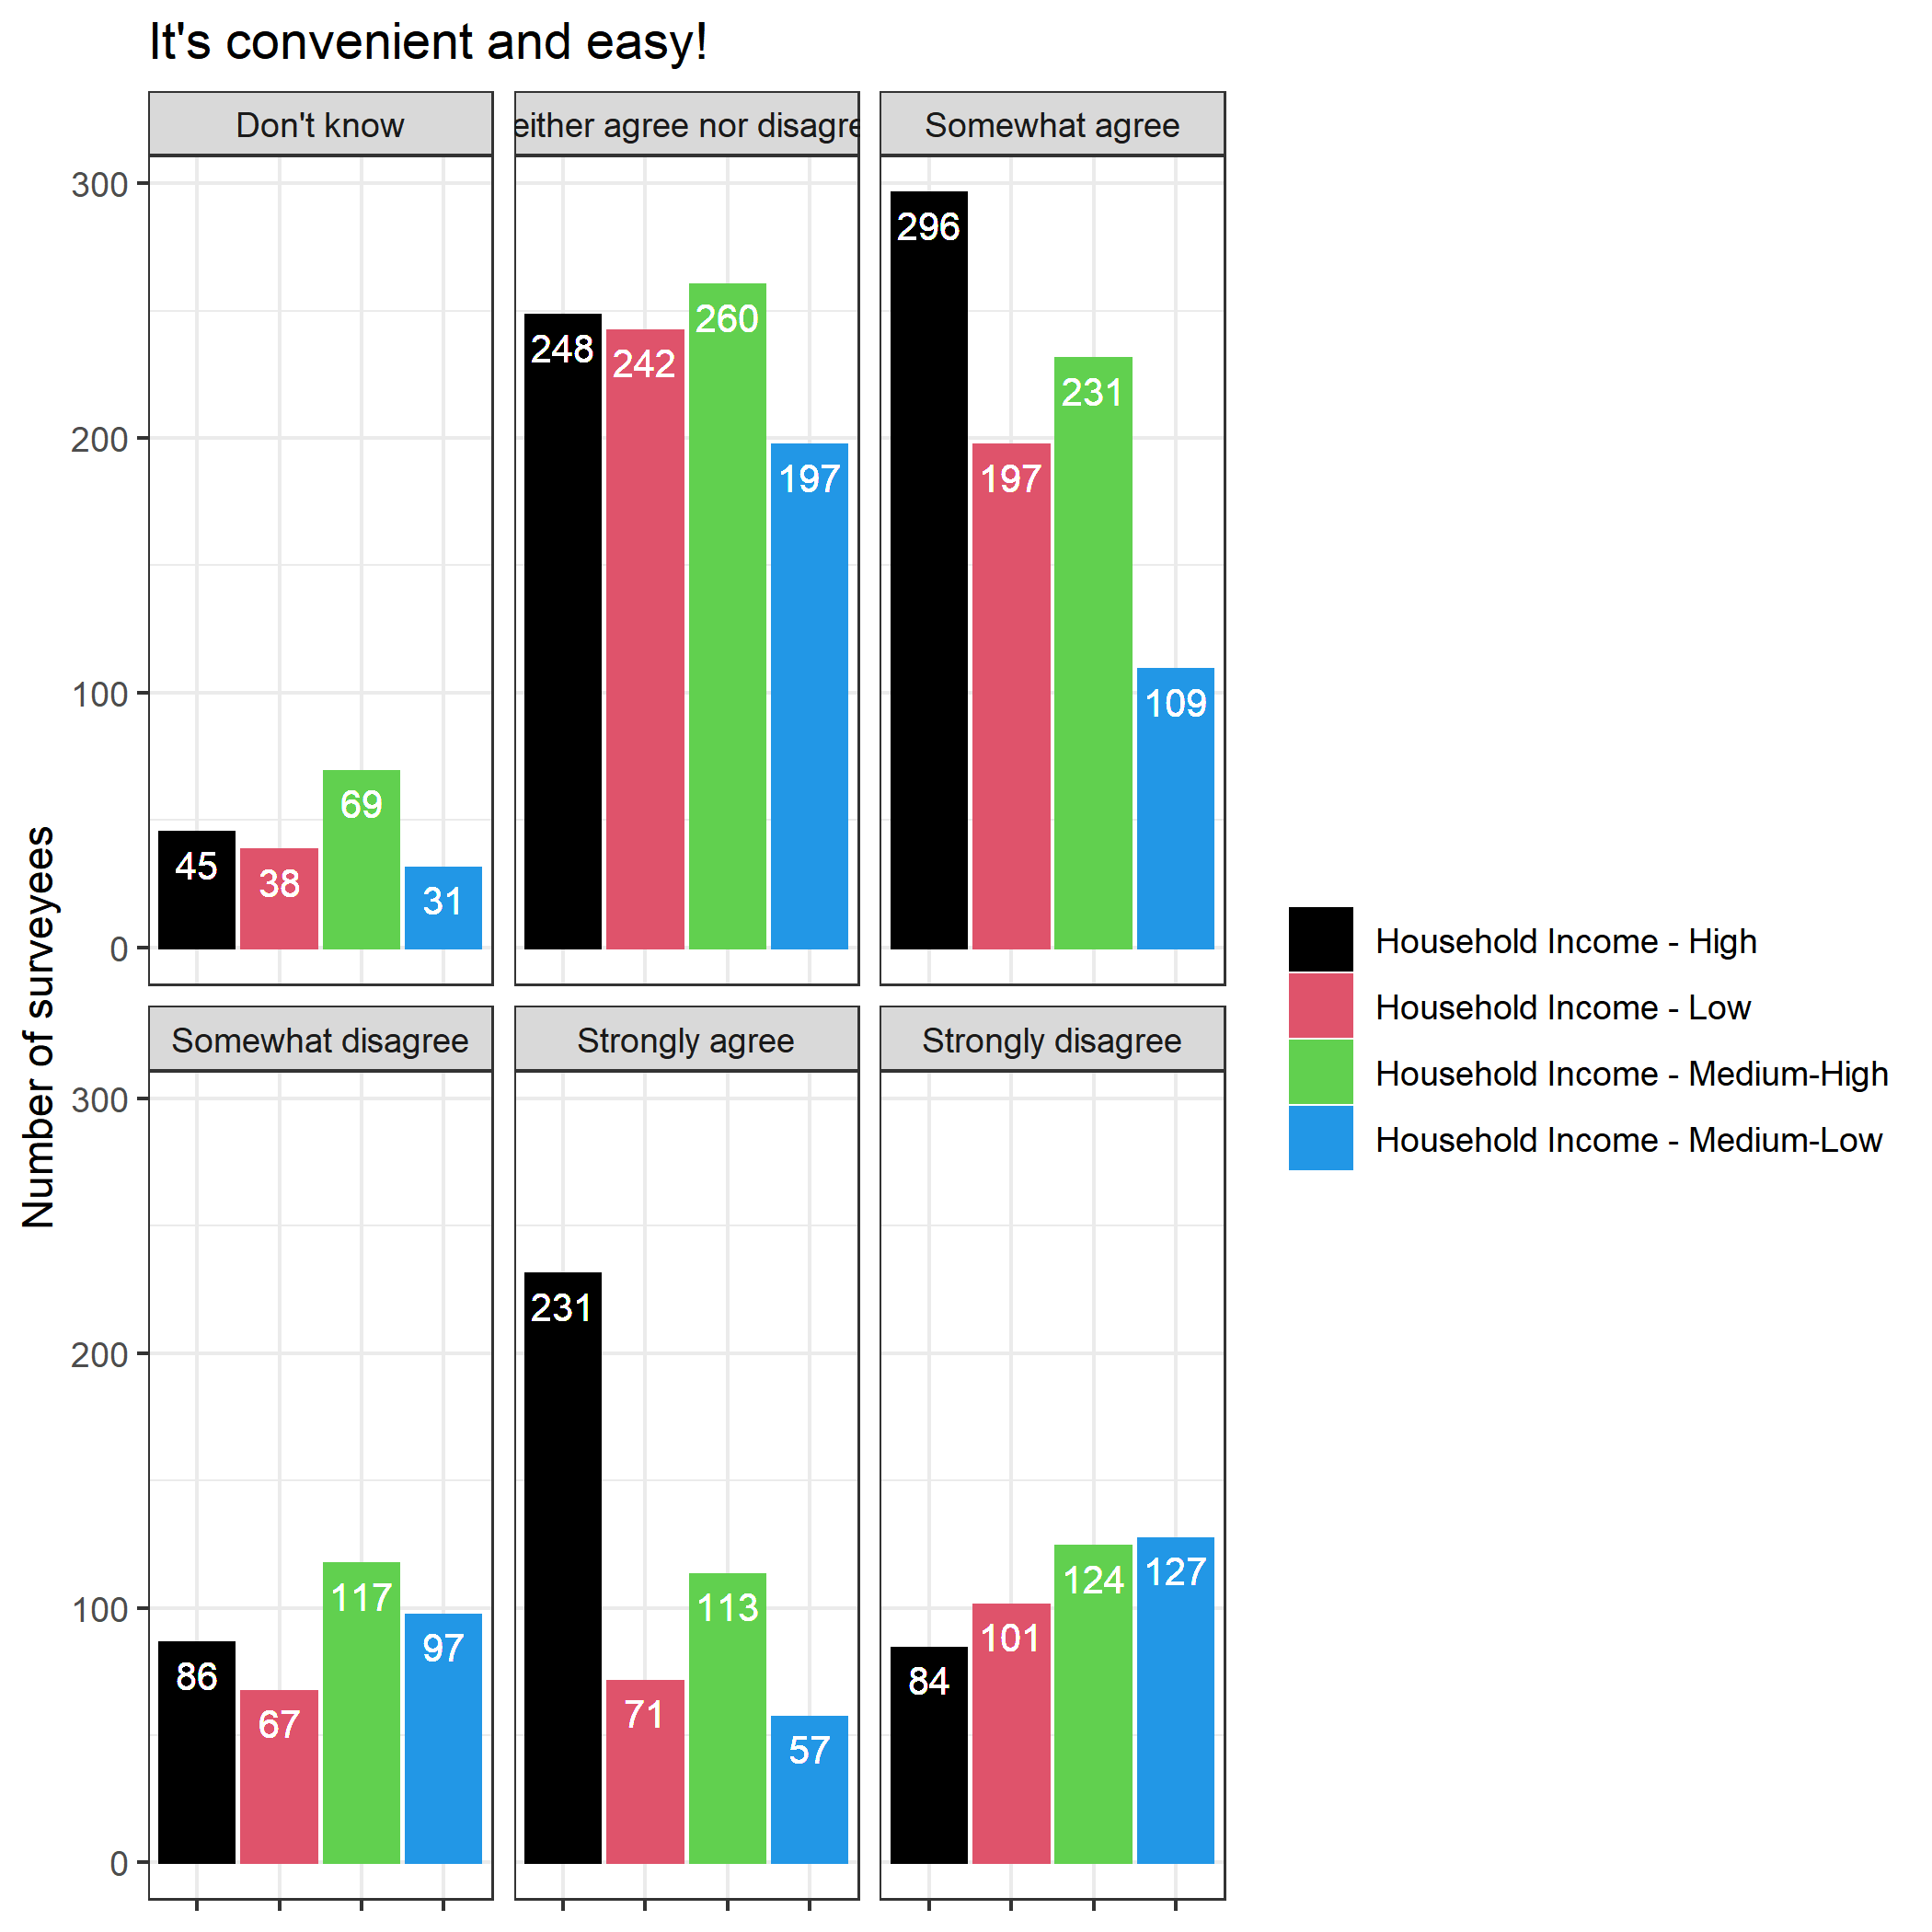 It's convenient and easy!
Don't know
either agree nor disagre
Somewhat agree
300
200
100
0
45
38
69
31
248
242
260
197
296
197
231
109
Number of surveyees
Somewhat disagree
Strongly agree
Strongly disagree
300
200
100
0
86
67
117
97
231
71
113
57
84
101
124
127
Household Income - High
Household Income - Low
Household Income - Medium-High
Household Income - Medium-Low